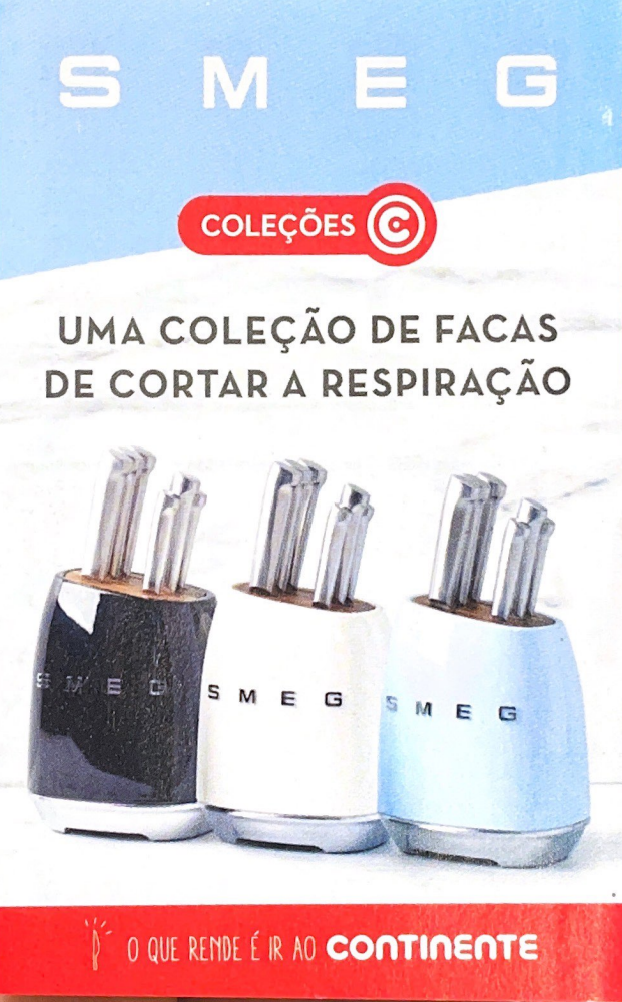 SMEG
COLEÇÕES C
UMA COLEÇÃO DE FACAS
DE CORTAR A RESPIRAÇÃO
SMEG
SMEG
SMEG
O QUE RENDE É IR AO CONTINENTE